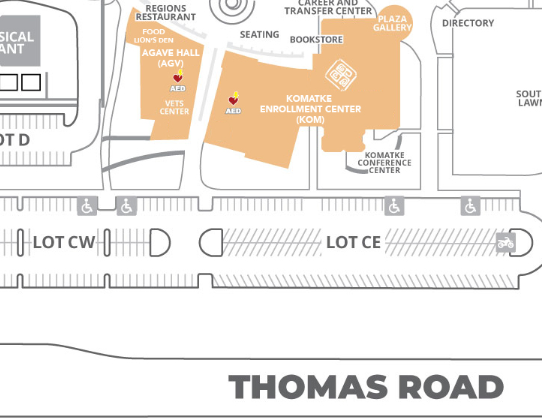 REGIONS
RESTAURANT
CAREER AND
TRANSFER CENTER
PLAZA
GALLERY
DIRECTORY
SEATING
BOOKSTORE
FOOD
LION'S DEN
AGAVE HALL
(AGV)
AED
VETS
CENTER
AED
KOMATKE
ENROLLMENT CENTER
(KOM)
KOMATKE
CONFERENCE
CENTER
LOT CW
LOT CE
THOMAS ROAD